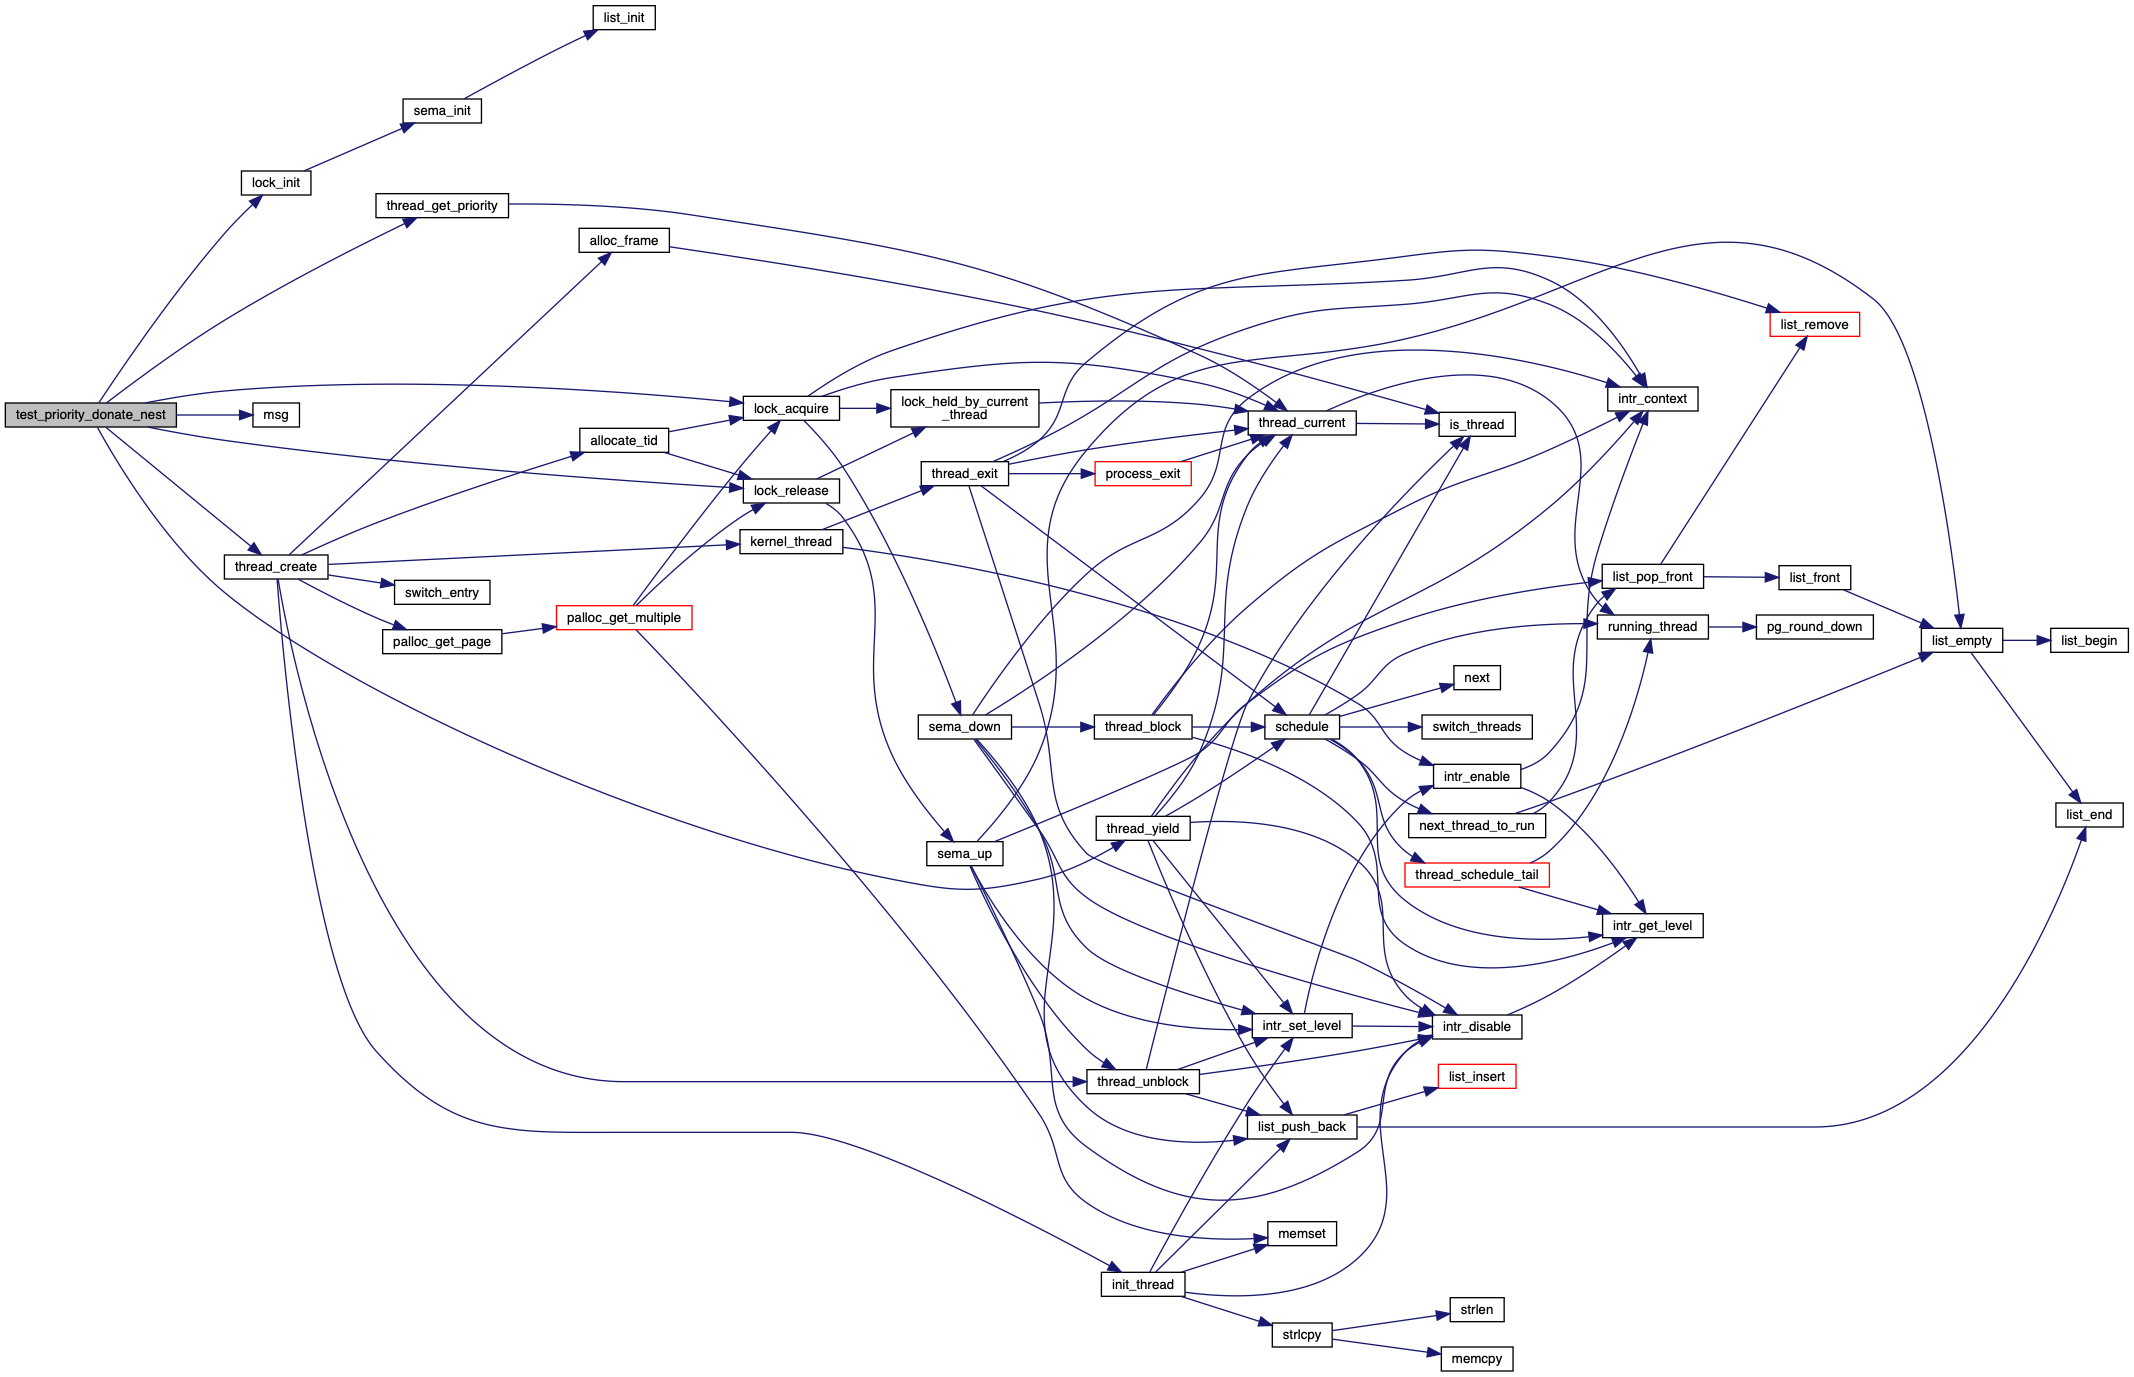 list_init
sema_init
lock_init
thread_get_priority
alloc_frame
list_remove
test_priority_donate_nest
msg
lock_acquire
lock_held_by_current
_thread
thread_current
is_thread
intr_context
allocate_tid
thread_exit
process_exit
lock_release
kernel_thread
thread_create
switch_entry
palloc_get_page
palloc_get_multiple
list_pop_front
list_front
running_thread
pg_round_down
list_empty
list_begin
next
sema_down
thread_block
schedule
switch_threads
intr_enable
list_end
thread_yield
next_thread_to_run
sema_up
thread_schedule_tail
intr_get_level
intr_set_level
intr_disable
thread_unblock
list_insert
list_push_back
memset
init_thread
strlen
strlcpy
memcpy